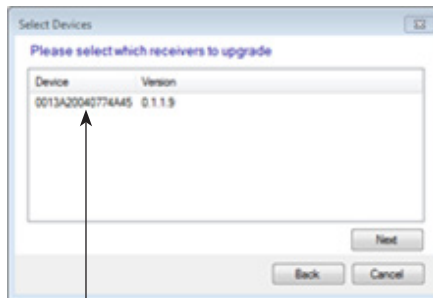 Select Devices
Please select which receivers to upgrade
Device Version
0013A20040774A45 0.1.1.9
Next
Back Cancel